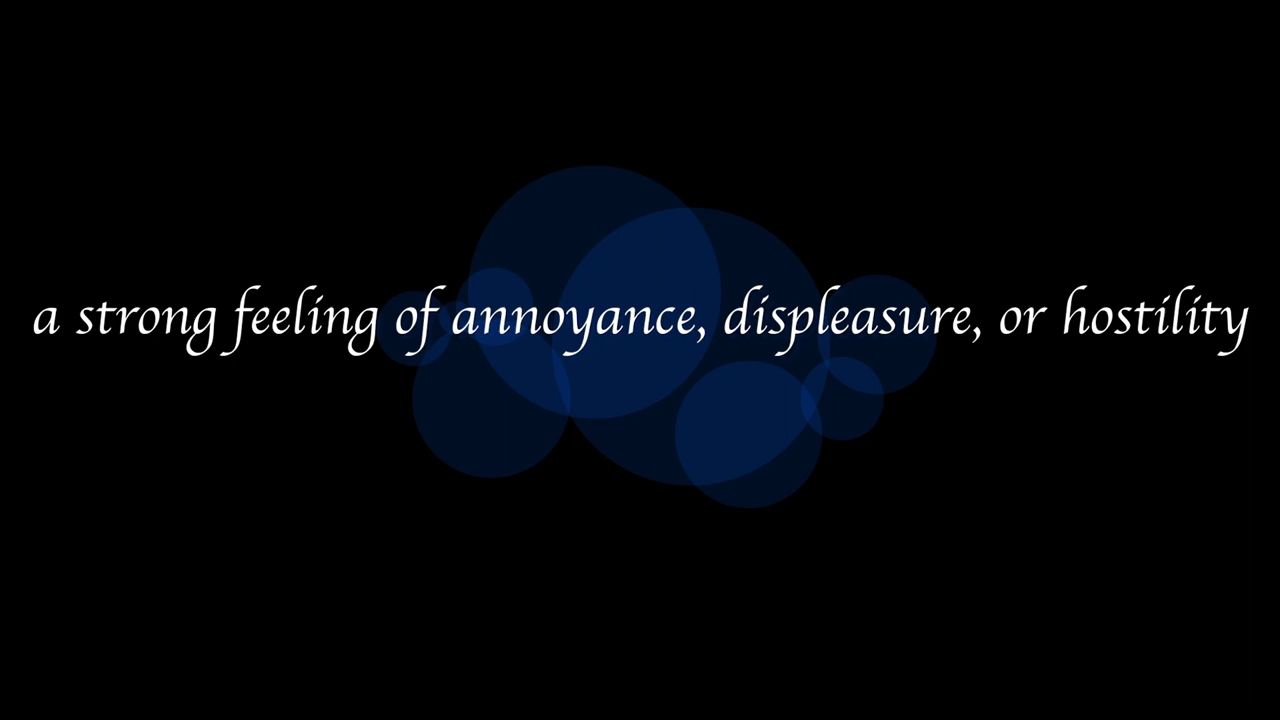 a strong feeling of annoyance, displeasure, or hostility